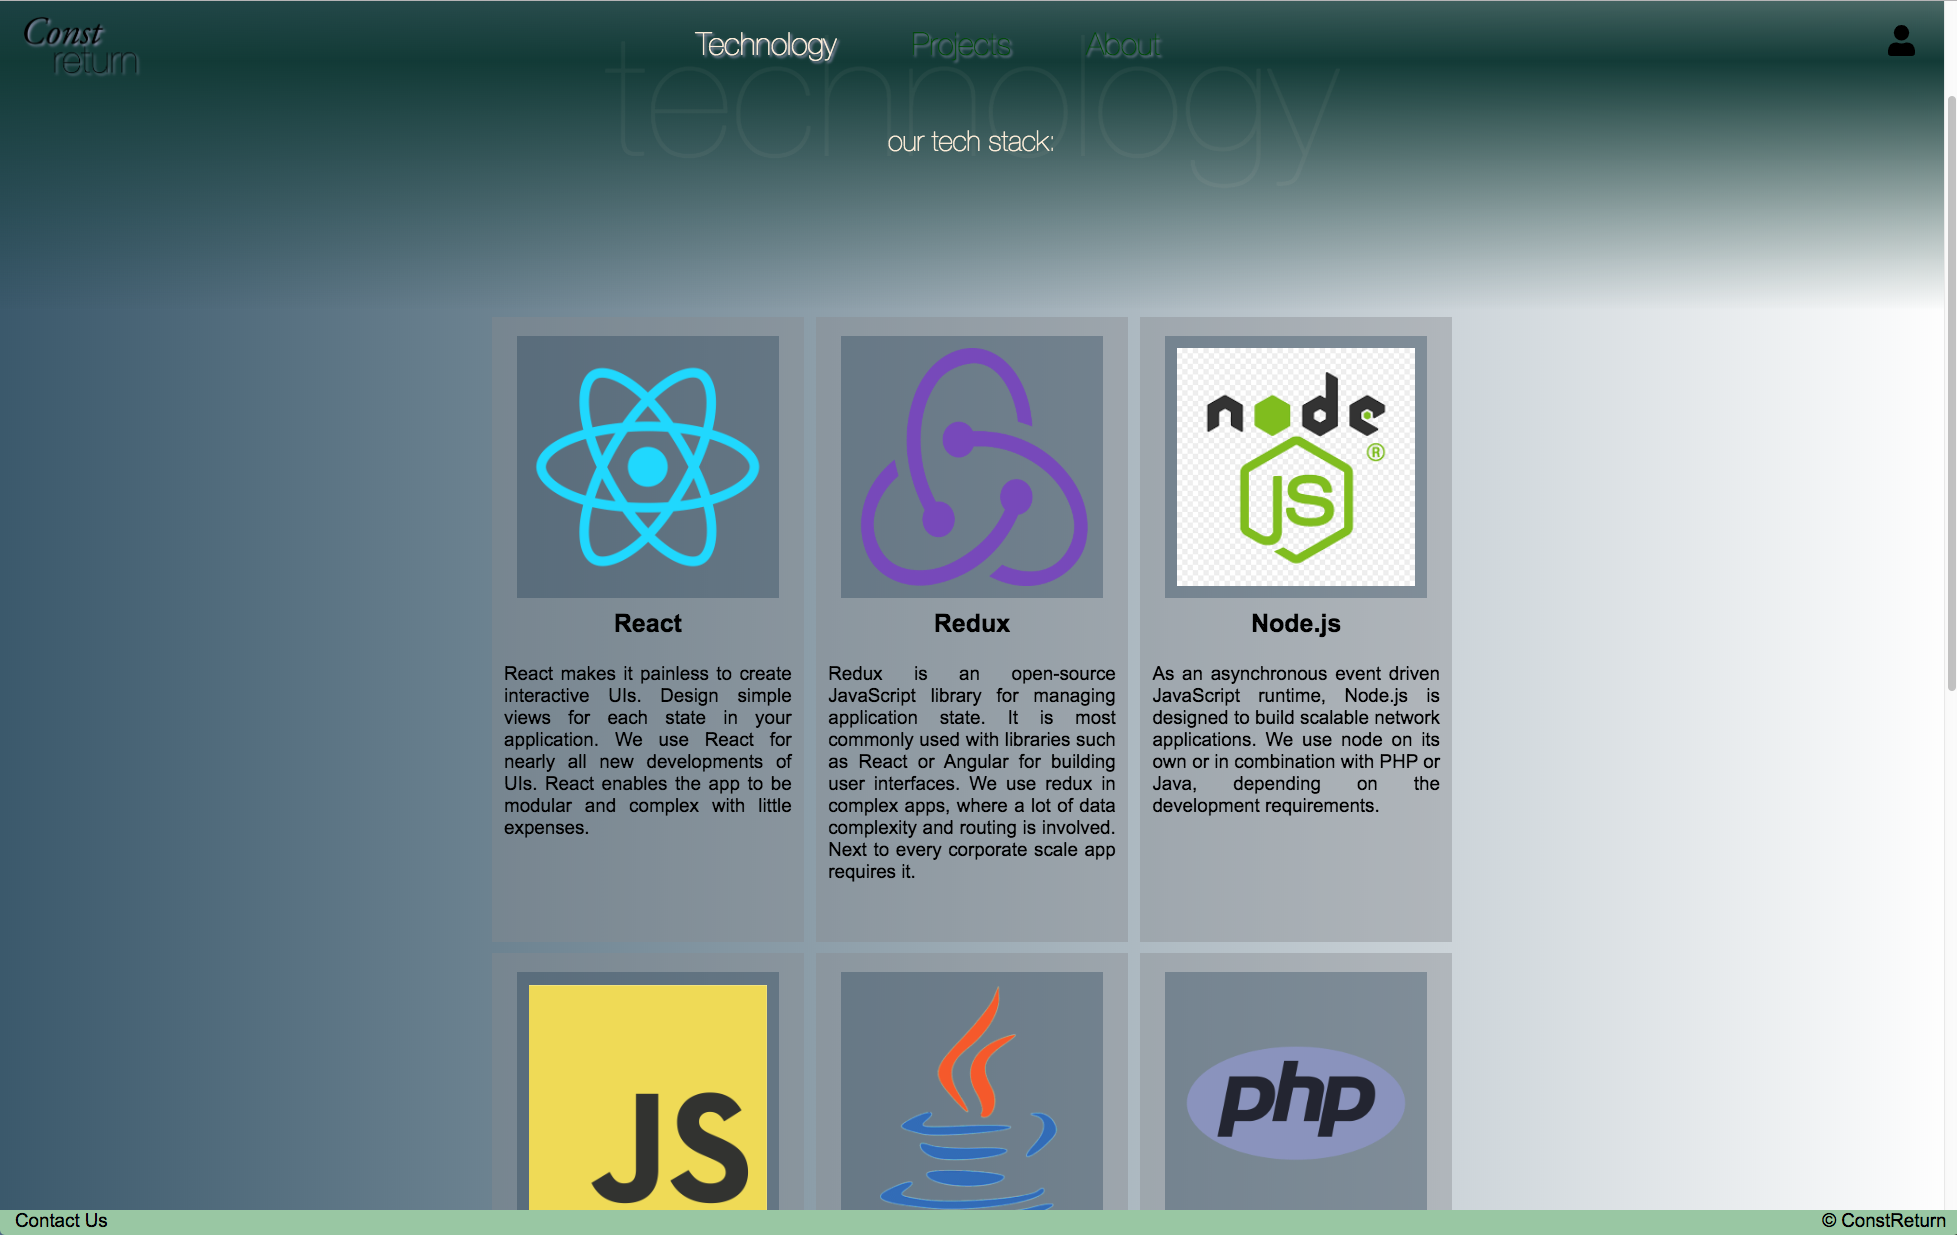 Const
return
Technology
Projects
About
technology
our tech stack:
node
JS
®
React
React makes it painless to create
interactive UIs. Design simple
views for each state in your
application. We use React for
nearly all new developments of
UIs. React enables the app to be
modular and complex with little
expenses.
Redux
Redux is an open-source
JavaScript library for managing
application state. It is most
commonly used with libraries such
as React or Angular for building
user interfaces. We use redux in
complex apps, where a lot of data
complexity and routing is involved.
Next to every corporate scale app
requires it.
Node.js
As an asynchronous event driven
JavaScript runtime, Node.js is
designed to build scalable network
applications. We use node on its
own or in combination with PHP or
Java, depending on the
development requirements.
JS
php
Contact Us
© ConstReturn